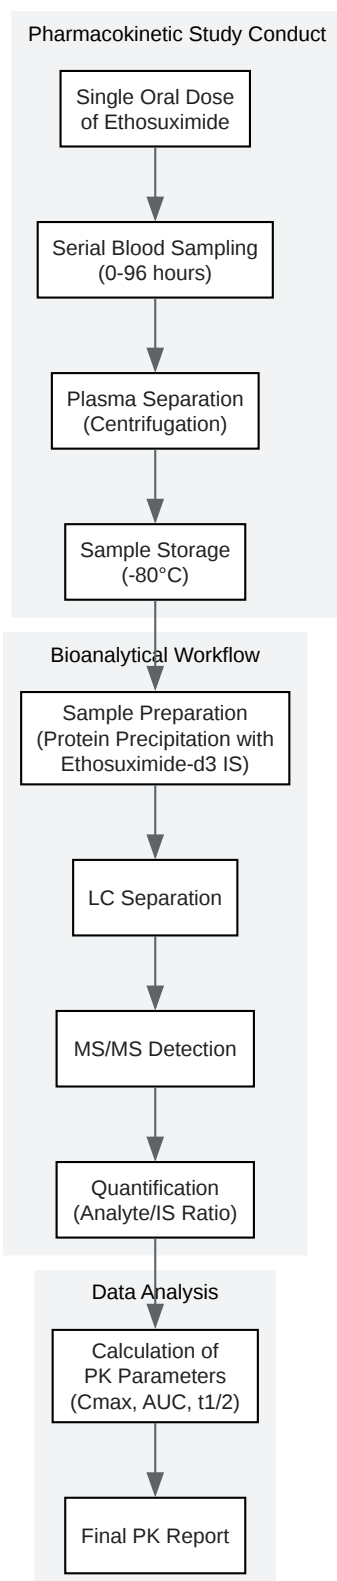 Pharmacokinetic Study Conduct
Single Oral Dose
of Ethosuximide
Serial Blood Sampling
(0-96 hours)
Plasma Separation
(Centrifugation)
Sample Storage
(-80°C)
Bioanalytical Workflow
Sample Preparation
(Protein Precipitation with
Ethosuximide-d3 IS)
LC Separation
MS/MS Detection
Quantification
(Analyte/IS Ratio)
Data Analysis
Calculation of
PK Parameters
(Cmax, AUC, t1/2)
Final PK Report